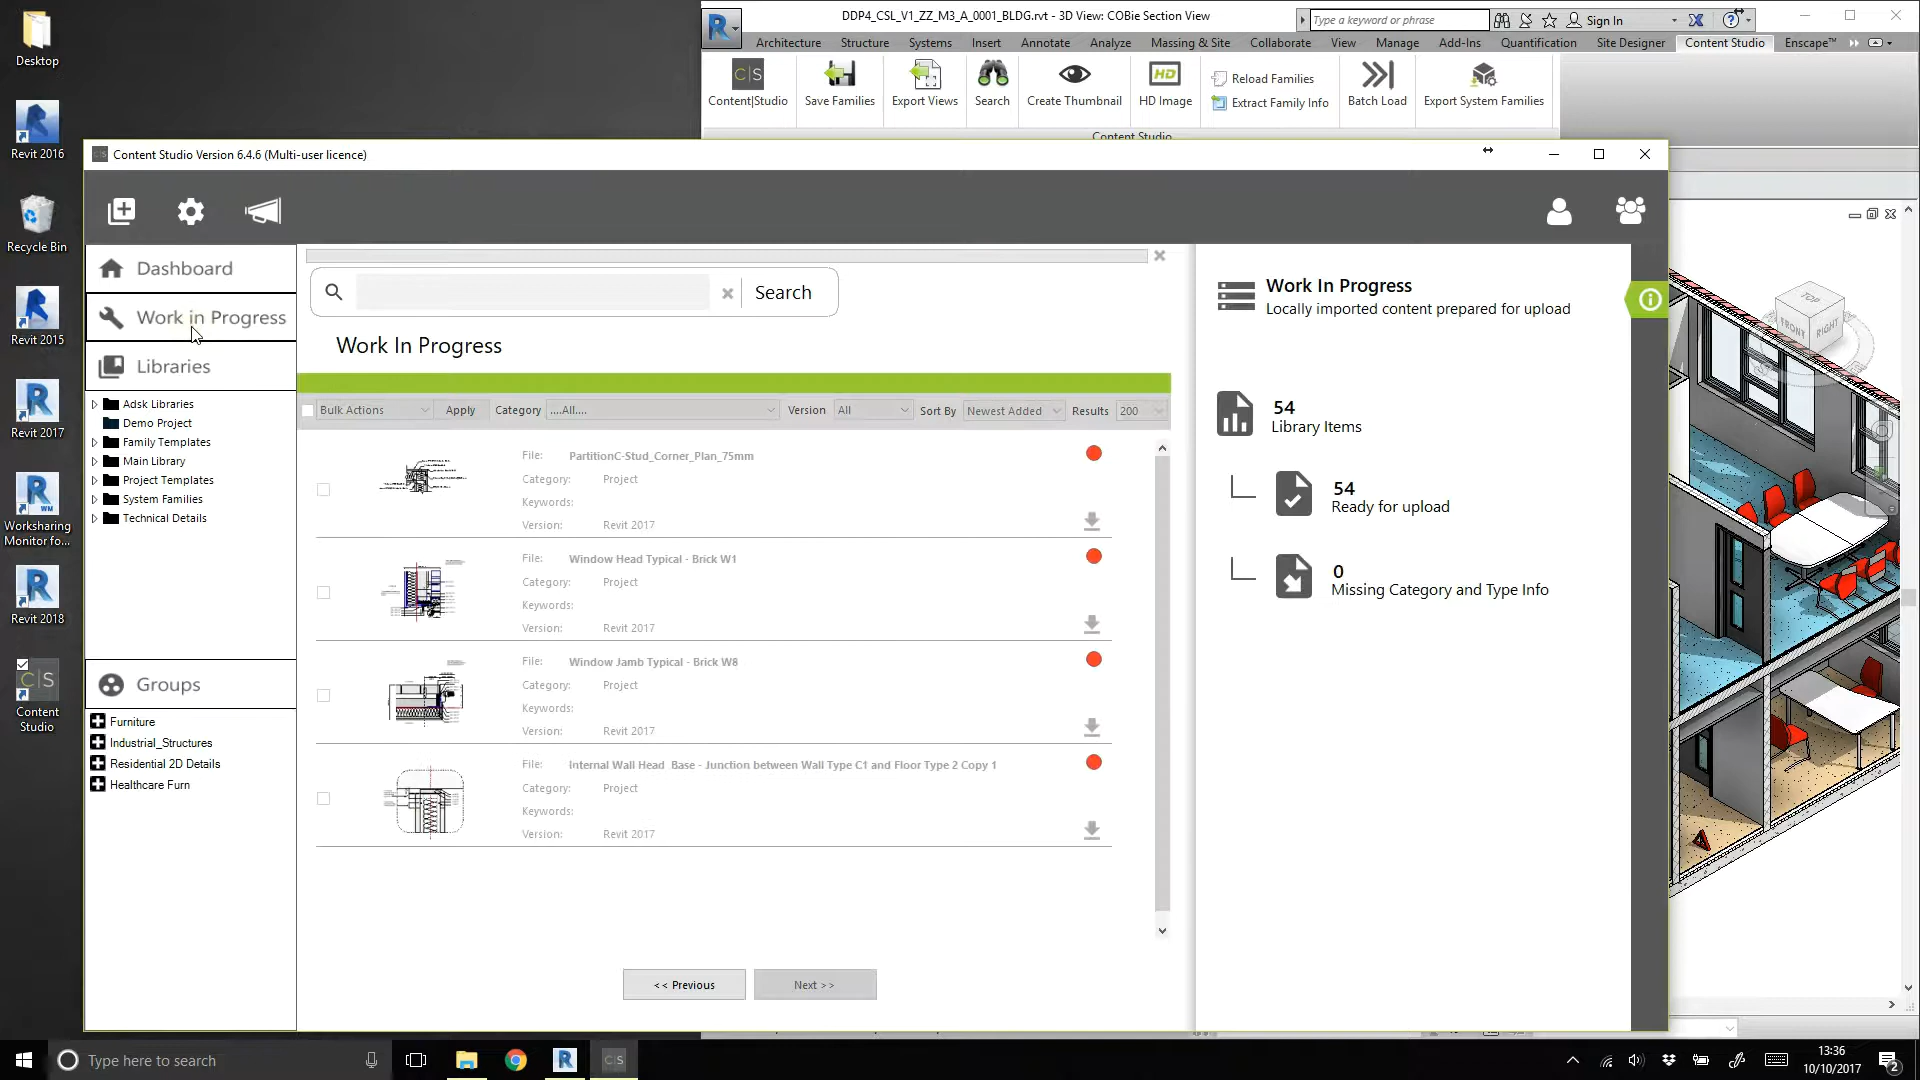 Desktop
Revit 2016
Recycle Bin
Revit 2015
Revit 2017
Worksharing
Monitor fo...
Revit 2018
C|S
Content
Studio
DDP4_CSL_V1_ZZ_M3_A_0001_BLDG.rvt - 3D View: COBie Section View
Type a keyword or phrase
Sign In
Architecture Structure Systems Insert Annotate Analyze Massing & Site Collaborate View Manage Add-Ins Quantification Site Designer Content Studio Enscape™
C|S
Content|Studio
Save Families
Export Views
Search
Create Thumbnail
HD
HD Image
Reload Families
Extract Family Info
Batch Load
Export System Families
Content Studio
Content Studio Version 6.4.6 (Multi-user licence)
Dashboard
Work in Progress
Libraries
Adsk Libraries
Demo Project
Family Templates
Main Library
Project Templates
System Families
Technical Details
Groups
Furniture
Industrial_Structures
Residential 2D Details
Healthcare Furn
Search
Work In Progress
Bulk Actions Apply Category ....All.... Version All Sort By Newest Added Results 200
File: PartitionC-Stud_Corner_Plan_75mm
Category: Project
Keywords:
Version: Revit 2017
File: Window Head Typical - Brick W1
Category: Project
Keywords:
Version: Revit 2017
File: Window Jamb Typical - Brick W8
Category: Project
Keywords:
Version: Revit 2017
File: Internal Wall Head Base - Junction between Wall Type C1 and Floor Type 2 Copy 1
Category: Project
Keywords:
Version: Revit 2017
<< Previous
Next >>
Work In Progress
Locally imported content prepared for upload
54
Library Items
54
Ready for upload
0
Missing Category and Type Info
TOP
FRONT
RIGHT
Type here to search
C|S
13:36
10/10/2017
2